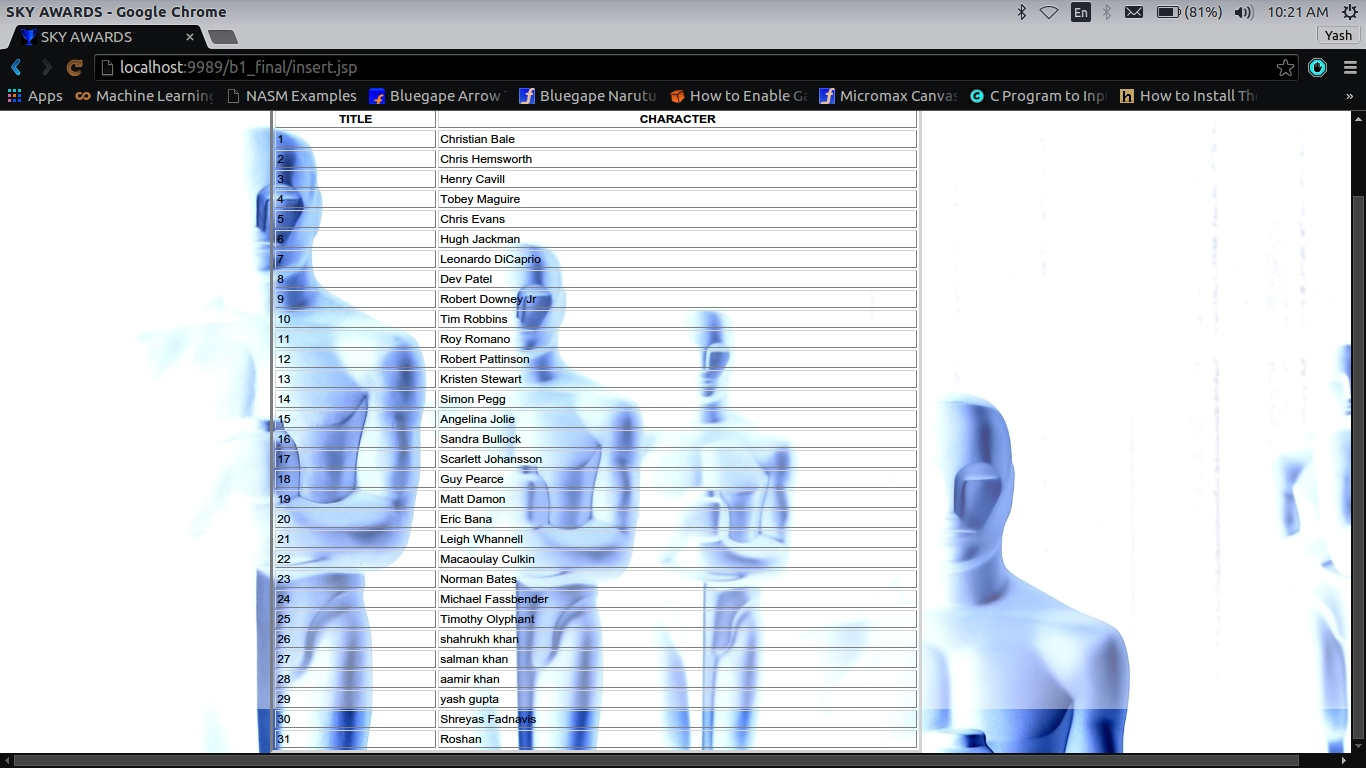 SKY AWARDS - Google Chrome En (81%) 10:21 AM
SKY AWARDS × Yash
localhost:9989/b1_final/insert.jsp
Apps Machine Learning NASM Examples Bluegape Arrow Bluegape Narutu How to Enable Ga Micromax Canvas C Program to Inp How to Install Th »
TITLE CHARACTER
1 Christian Bale
2 Chris Hemsworth
3 Henry Cavill
4 Tobey Maguire
5 Chris Evans
6 Hugh Jackman
7 Leonardo DiCaprio
8 Dev Patel
9 Robert Downey Jr
10 Tim Robbins
11 Roy Romano
12 Robert Pattinson
13 Kristen Stewart
14 Simon Pegg
15 Angelina Jolie
16 Sandra Bullock
17 Scarlett Johansson
18 Guy Pearce
19 Matt Damon
20 Eric Bana
21 Leigh Whannell
22 Macaoulay Culkin
23 Norman Bates
24 Michael Fassbender
25 Timothy Olyphant
26 shahrukh khan
27 salman khan
28 aamir khan
29 yash gupta
30 Shreyas Fadnavis
31 Roshan